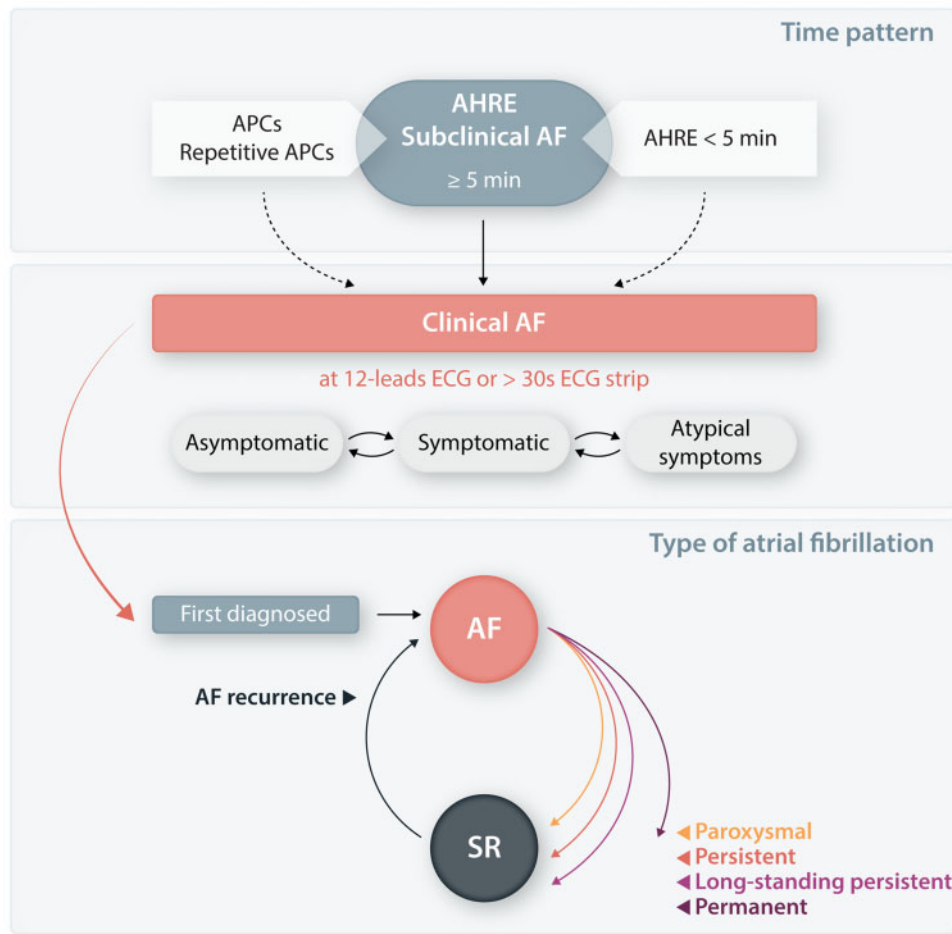 Time pattern
APCs
Repetitive APCs
AHRE
Subclinical AF
≥ 5 min
AHRE < 5 min
Clinical AF
at 12-leads ECG or > 30s ECG strip
Asymptomatic
Symptomatic
Atypical
symptoms
Type of atrial fibrillation
First diagnosed
AF
AF recurrence ▶
SR
◀ Paroxysmal
◀ Persistent
◀ Long-standing persistent
◀ Permanent